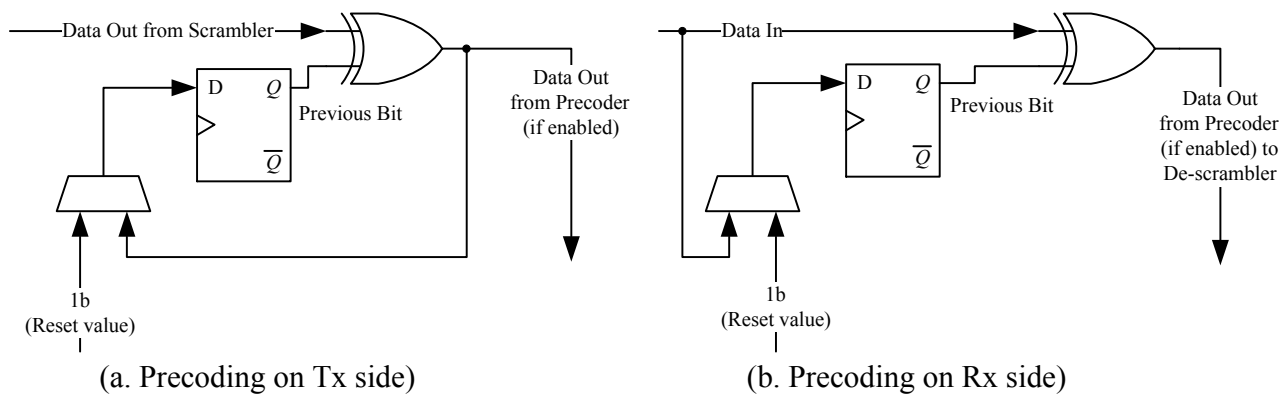 Data Out from Scrambler
D
Q
Previous Bit
Q
Data Out
from Precoder
(if enabled)
1b
(Reset value)
(a. Precoding on Tx side)
Data In
D
Q
Previous Bit
Q
Data Out
from Precoder
(if enabled) to
De-scrambler
1b
(Reset value)
(b. Precoding on Rx side)